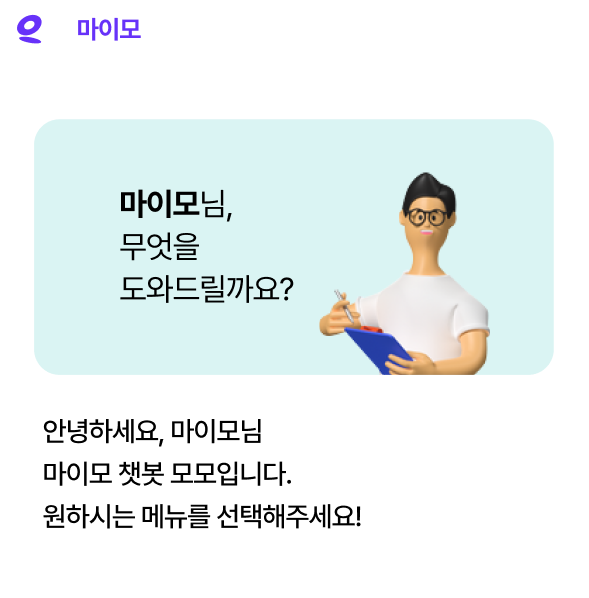 마이모
마이모님,
무엇을
도와드릴까요?
안녕하세요, 마이모님
마이모 챗봇 모모입니다.
원하시는 메뉴를 선택해주세요!